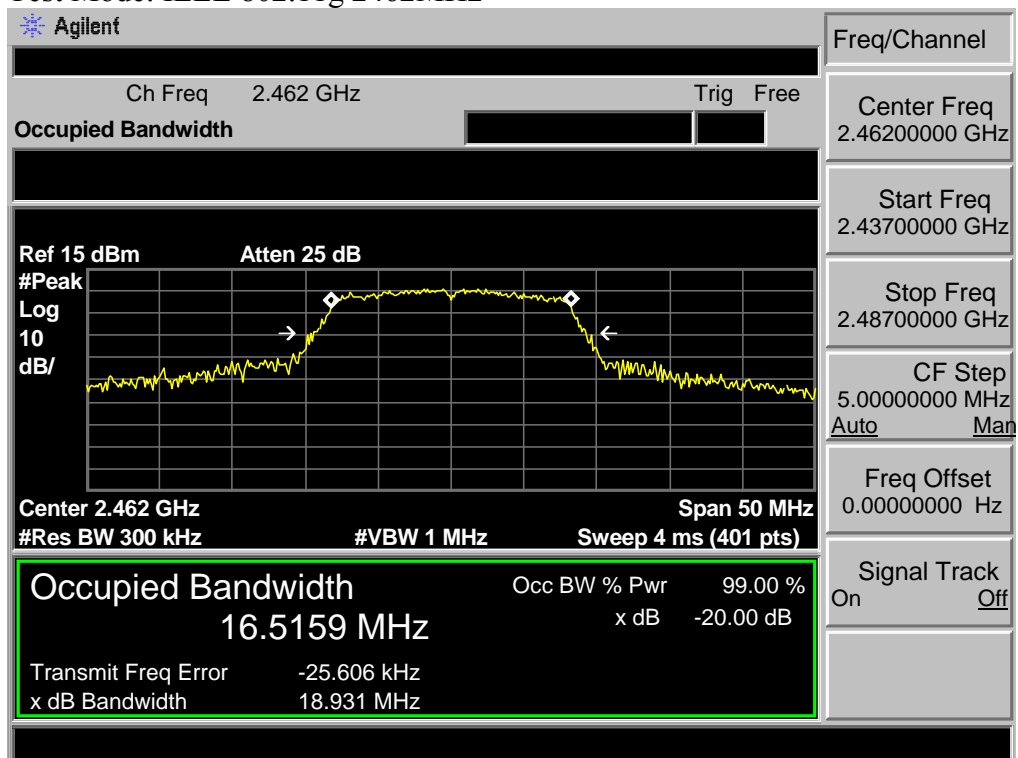 Test Mode: IEEE 802.11g 2462MHz
Agilent
Freq/Channel
Ch Freq 2.462 GHz Trig Free
Occupied Bandwidth
Center Freq
2.46200000 GHz
Start Freq
2.43700000 GHz
Stop Freq
2.48700000 GHz
CF Step
5.00000000 MHz
Auto Man
Freq Offset
0.00000000 Hz
Signal Track
On Off
Ref 15 dBm Atten 25 dB
#Peak
Log
10
dB/
Center 2.462 GHz Span 50 MHz
#Res BW 300 kHz #VBW 1 MHz Sweep 4 ms (401 pts)
Occupied Bandwidth
16.5159 MHz
Occ BW % Pwr 99.00 %
x dB -20.00 dB
Transmit Freq Error -25.606 kHz
x dB Bandwidth 18.931 MHz